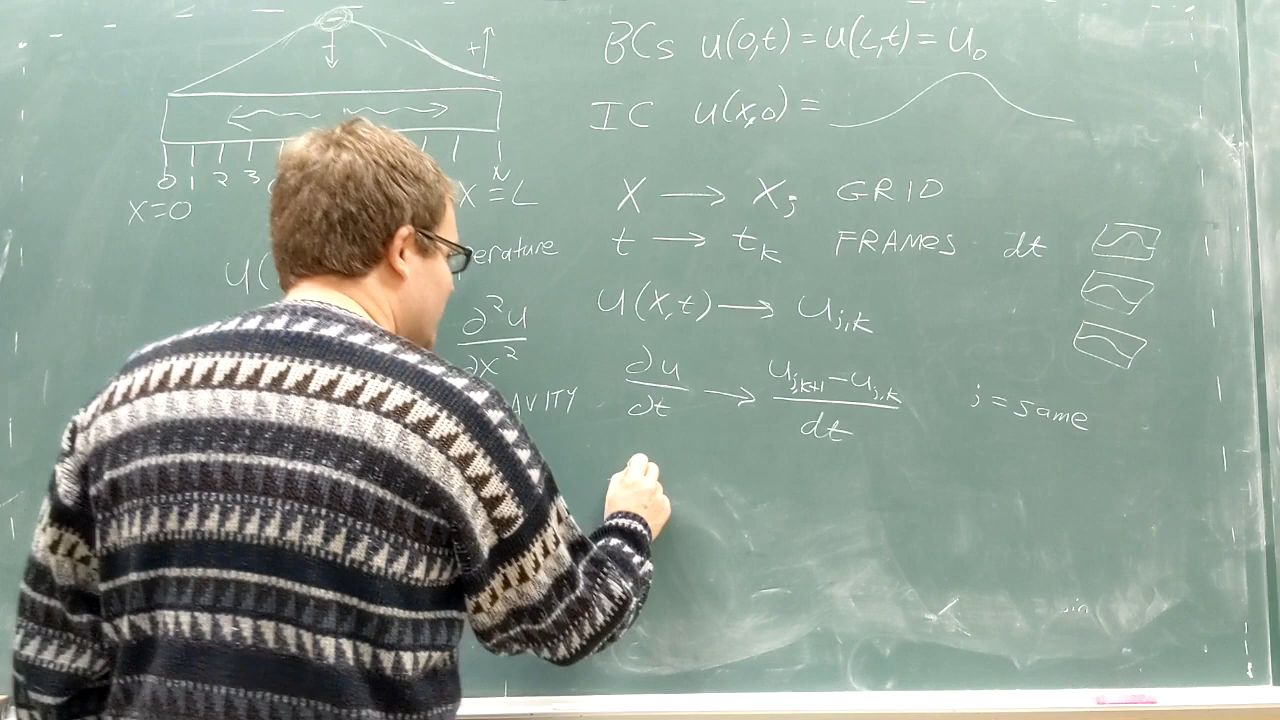 +
0 1 2 3 N
x=0 x=L
u( erature
∂²u
∂x²
AVITY
BCs u(0,t)=u(L,t)=u₀
IC u(x,0)=
x → xⱼ GRID
t → tₖ FRAMES dt
u(x,t) → uⱼ,ₖ
∂u/∂t → (uⱼ,ₖ₊₁−uⱼ,ₖ)/dt j=same